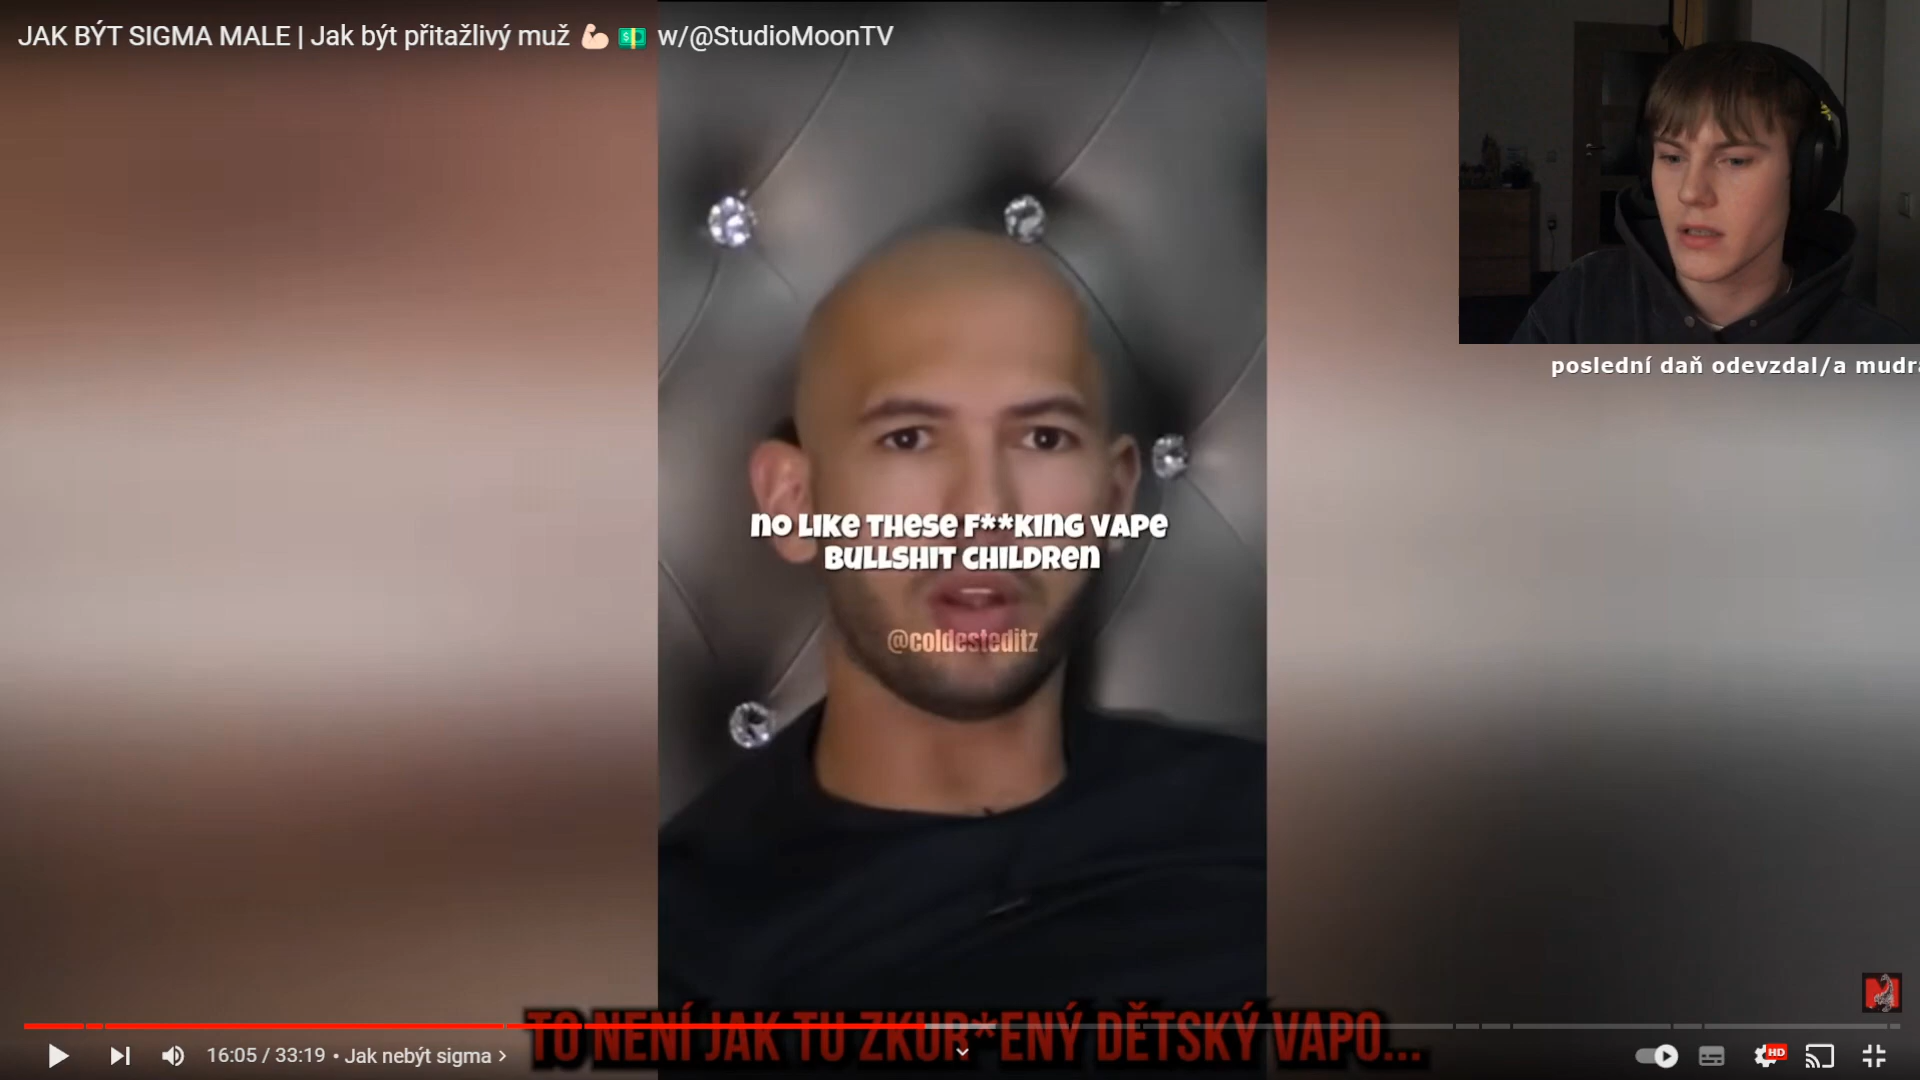 JAK BÝT SIGMA MALE | Jak být přitažlivý muž 💪🏻 💵 w/@StudioMoonTV
poslední daň odevzdal/a mudr
no like these f**king vape
bullshit children
@coldesteditz
TO NENÍ JAK TU ZKUR*ENÝ DĚTSKÝ VAPO...
16:05 / 33:19 • Jak nebýt sigma ›
HD